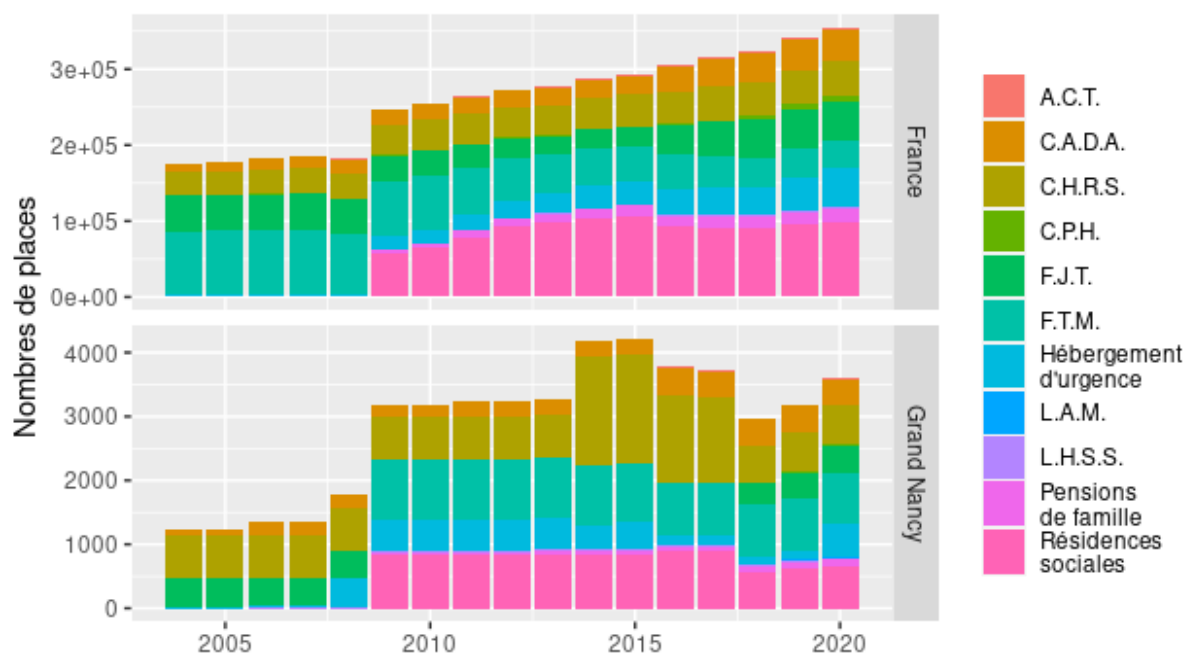 Nombres de places
3e+05
2e+05
1e+05
0e+00
France
4000
3000
2000
1000
0
Grand Nancy
2005
2010
2015
2020
A.C.T.
C.A.D.A.
C.H.R.S.
C.P.H.
F.J.T.
F.T.M.
Hébergement
d'urgence
L.A.M.
L.H.S.S.
Pensions
de famille
Résidences
sociales